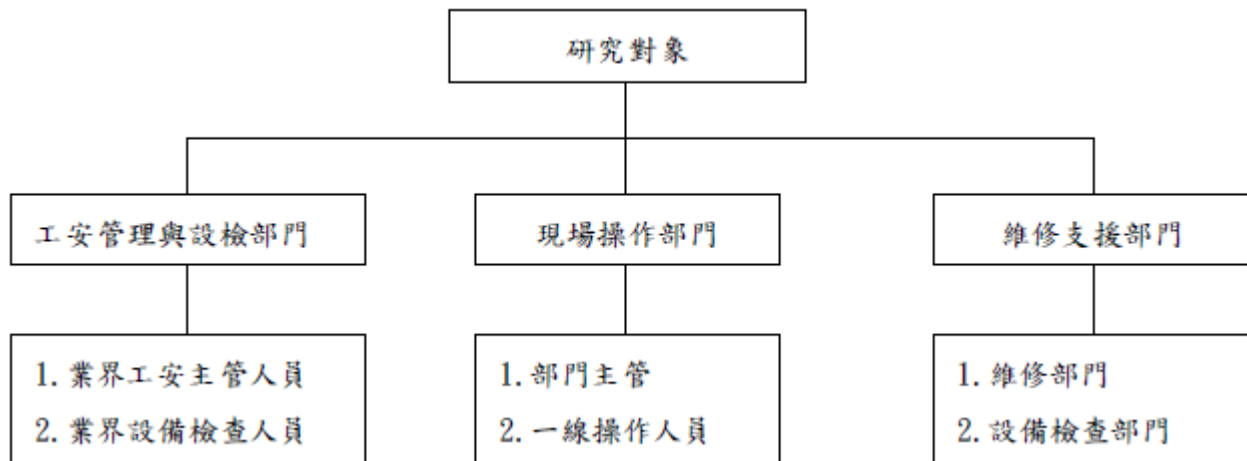 研究對象
工安管理與設檢部門
現場操作部門
維修支援部門
1.業界工安主管人員
2.業界設備檢查人員
1.部門主管
2.一線操作人員
1.維修部門
2.設備檢查部門